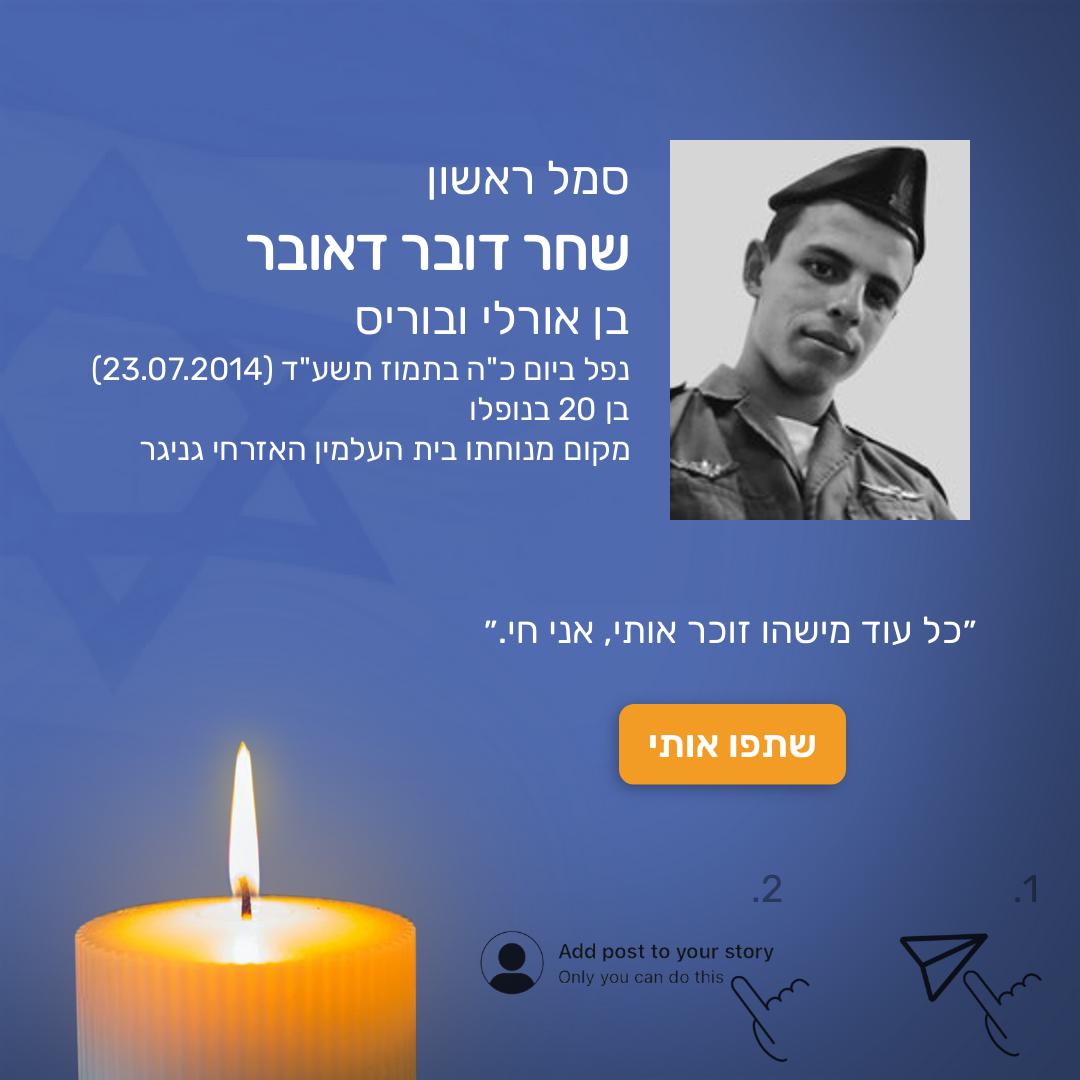 סמל ראשון
שחר דובר דאובר
בן אורלי ובוריס
נפל ביום כ"ה בתמוז תשע"ד (23.07.2014)
בן 20 בנופלו
מקום מנוחתו בית העלמין האזרחי גניגר
״כל עוד מישהו זוכר אותי, אני חי.״
שתפו אותי
1.
2.
Add post to your story
Only you can do this